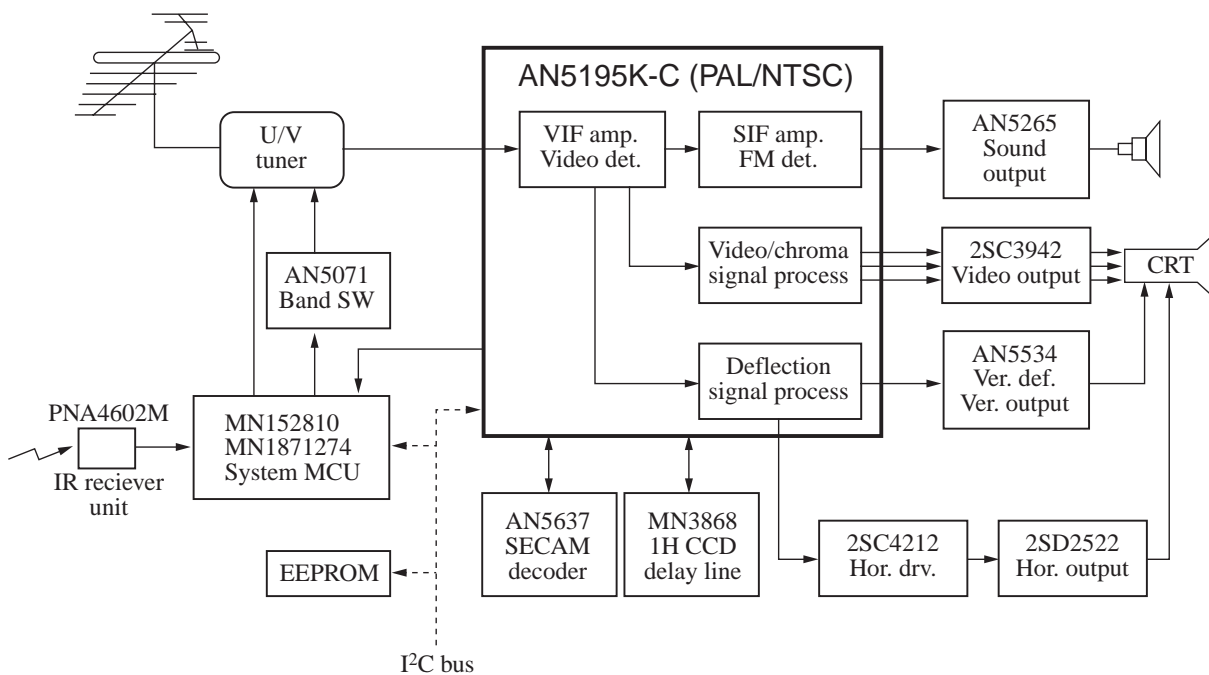 AN5195K-C (PAL/NTSC)
U/V
tuner
VIF amp.
Video det.
SIF amp.
FM det.
AN5265
Sound
output
AN5071
Band SW
Video/chroma
signal process
2SC3942
Video output
CRT
Deflection
signal process
AN5534
Ver. def.
Ver. output
PNA4602M
IR reciever
unit
MN152810
MN1871274
System MCU
EEPROM
AN5637
SECAM
decoder
MN3868
1H CCD
delay line
2SC4212
Hor. drv.
2SD2522
Hor. output
I²C bus